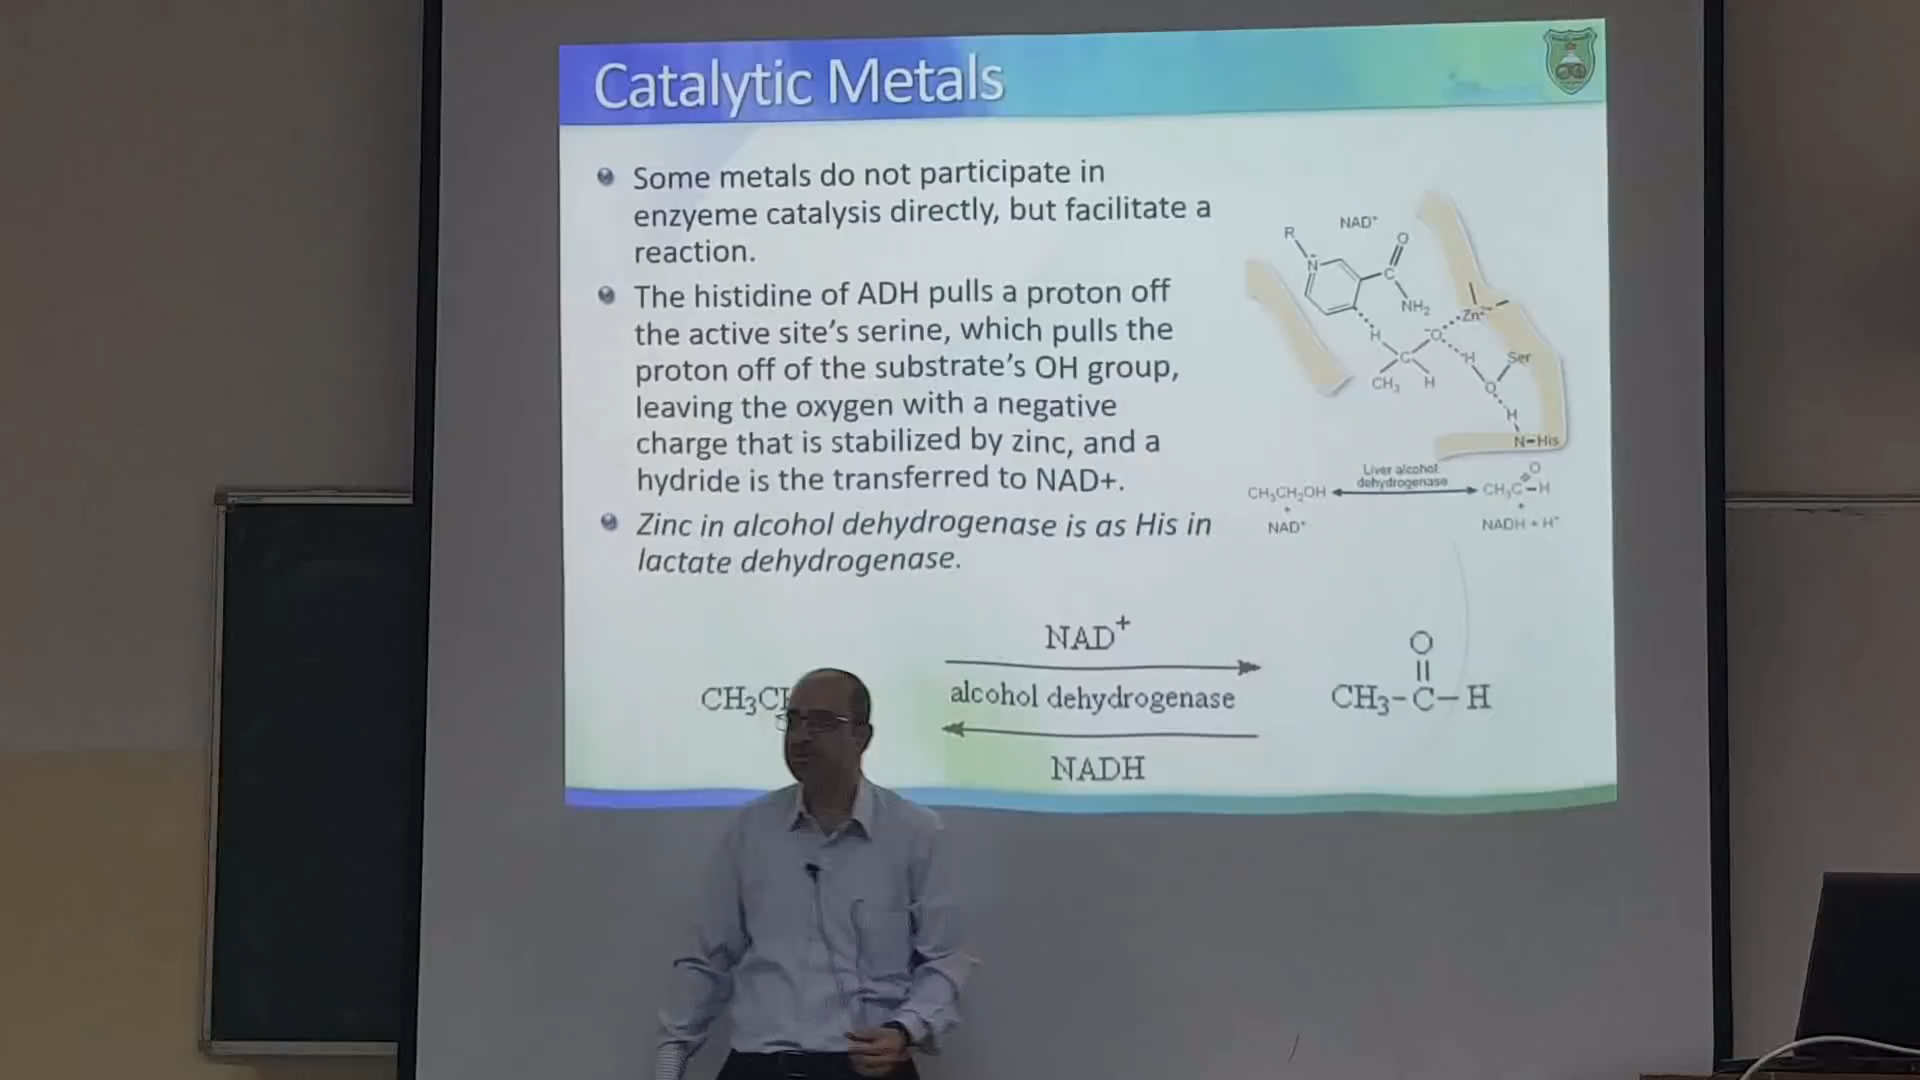 Catalytic Metals
Some metals do not participate in
enzyeme catalysis directly, but facilitate a
reaction.
The histidine of ADH pulls a proton off
the active site's serine, which pulls the
proton off of the substrate's OH group,
leaving the oxygen with a negative
charge that is stabilized by zinc, and a
hydride is the transferred to NAD+.
Zinc in alcohol dehydrogenase is as His in
lactate dehydrogenase.
NAD⁺
R
O
N
C
NH₂
Zn
H
O
C
H
Ser
CH₃
H
O
H
N-His
Liver alcohol
dehydrogenase
O
CH₃CH₂OH
CH₃C-H
+
+
NAD⁺
NADH + H⁺
NAD⁺
O
CH₃C
alcohol dehydrogenase
CH₃-C-H
NADH